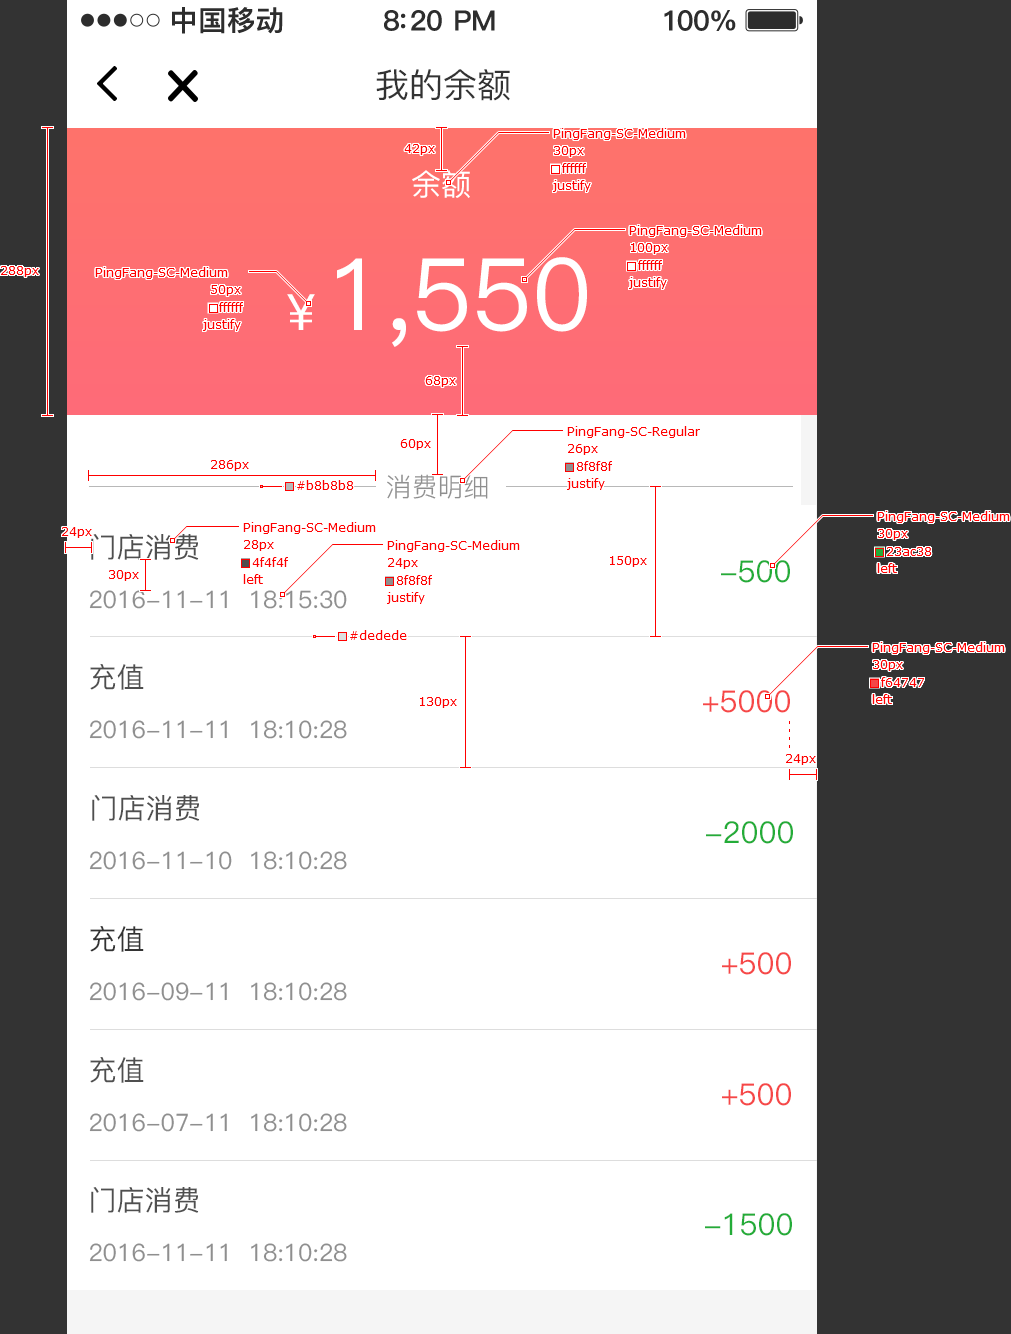 中国移动 8:20 PM 100%
我的余额
PingFang-SC-Medium
30px
ffffff
justify
42px
余额
PingFang-SC-Medium
100px
ffffff
justify
288px
PingFang-SC-Medium
50px
ffffff
justify
¥1,550
68px
60px
PingFang-SC-Regular
26px
8f8f8f
justify
286px
#b8b8b8
消费明细
24px
门店消费
PingFang-SC-Medium
28px
4f4f4f
left
PingFang-SC-Medium
24px
8f8f8f
justify
150px
-500
PingFang-SC-Medium
30px
23ac38
left
30px
2016-11-11 18:15:30
#dedede
充值
2016-11-11 18:10:28
130px
+5000
PingFang-SC-Medium
30px
f64747
left
24px
门店消费
2016-11-10 18:10:28
-2000
充值
2016-09-11 18:10:28
+500
充值
2016-07-11 18:10:28
+500
门店消费
2016-11-11 18:10:28
-1500